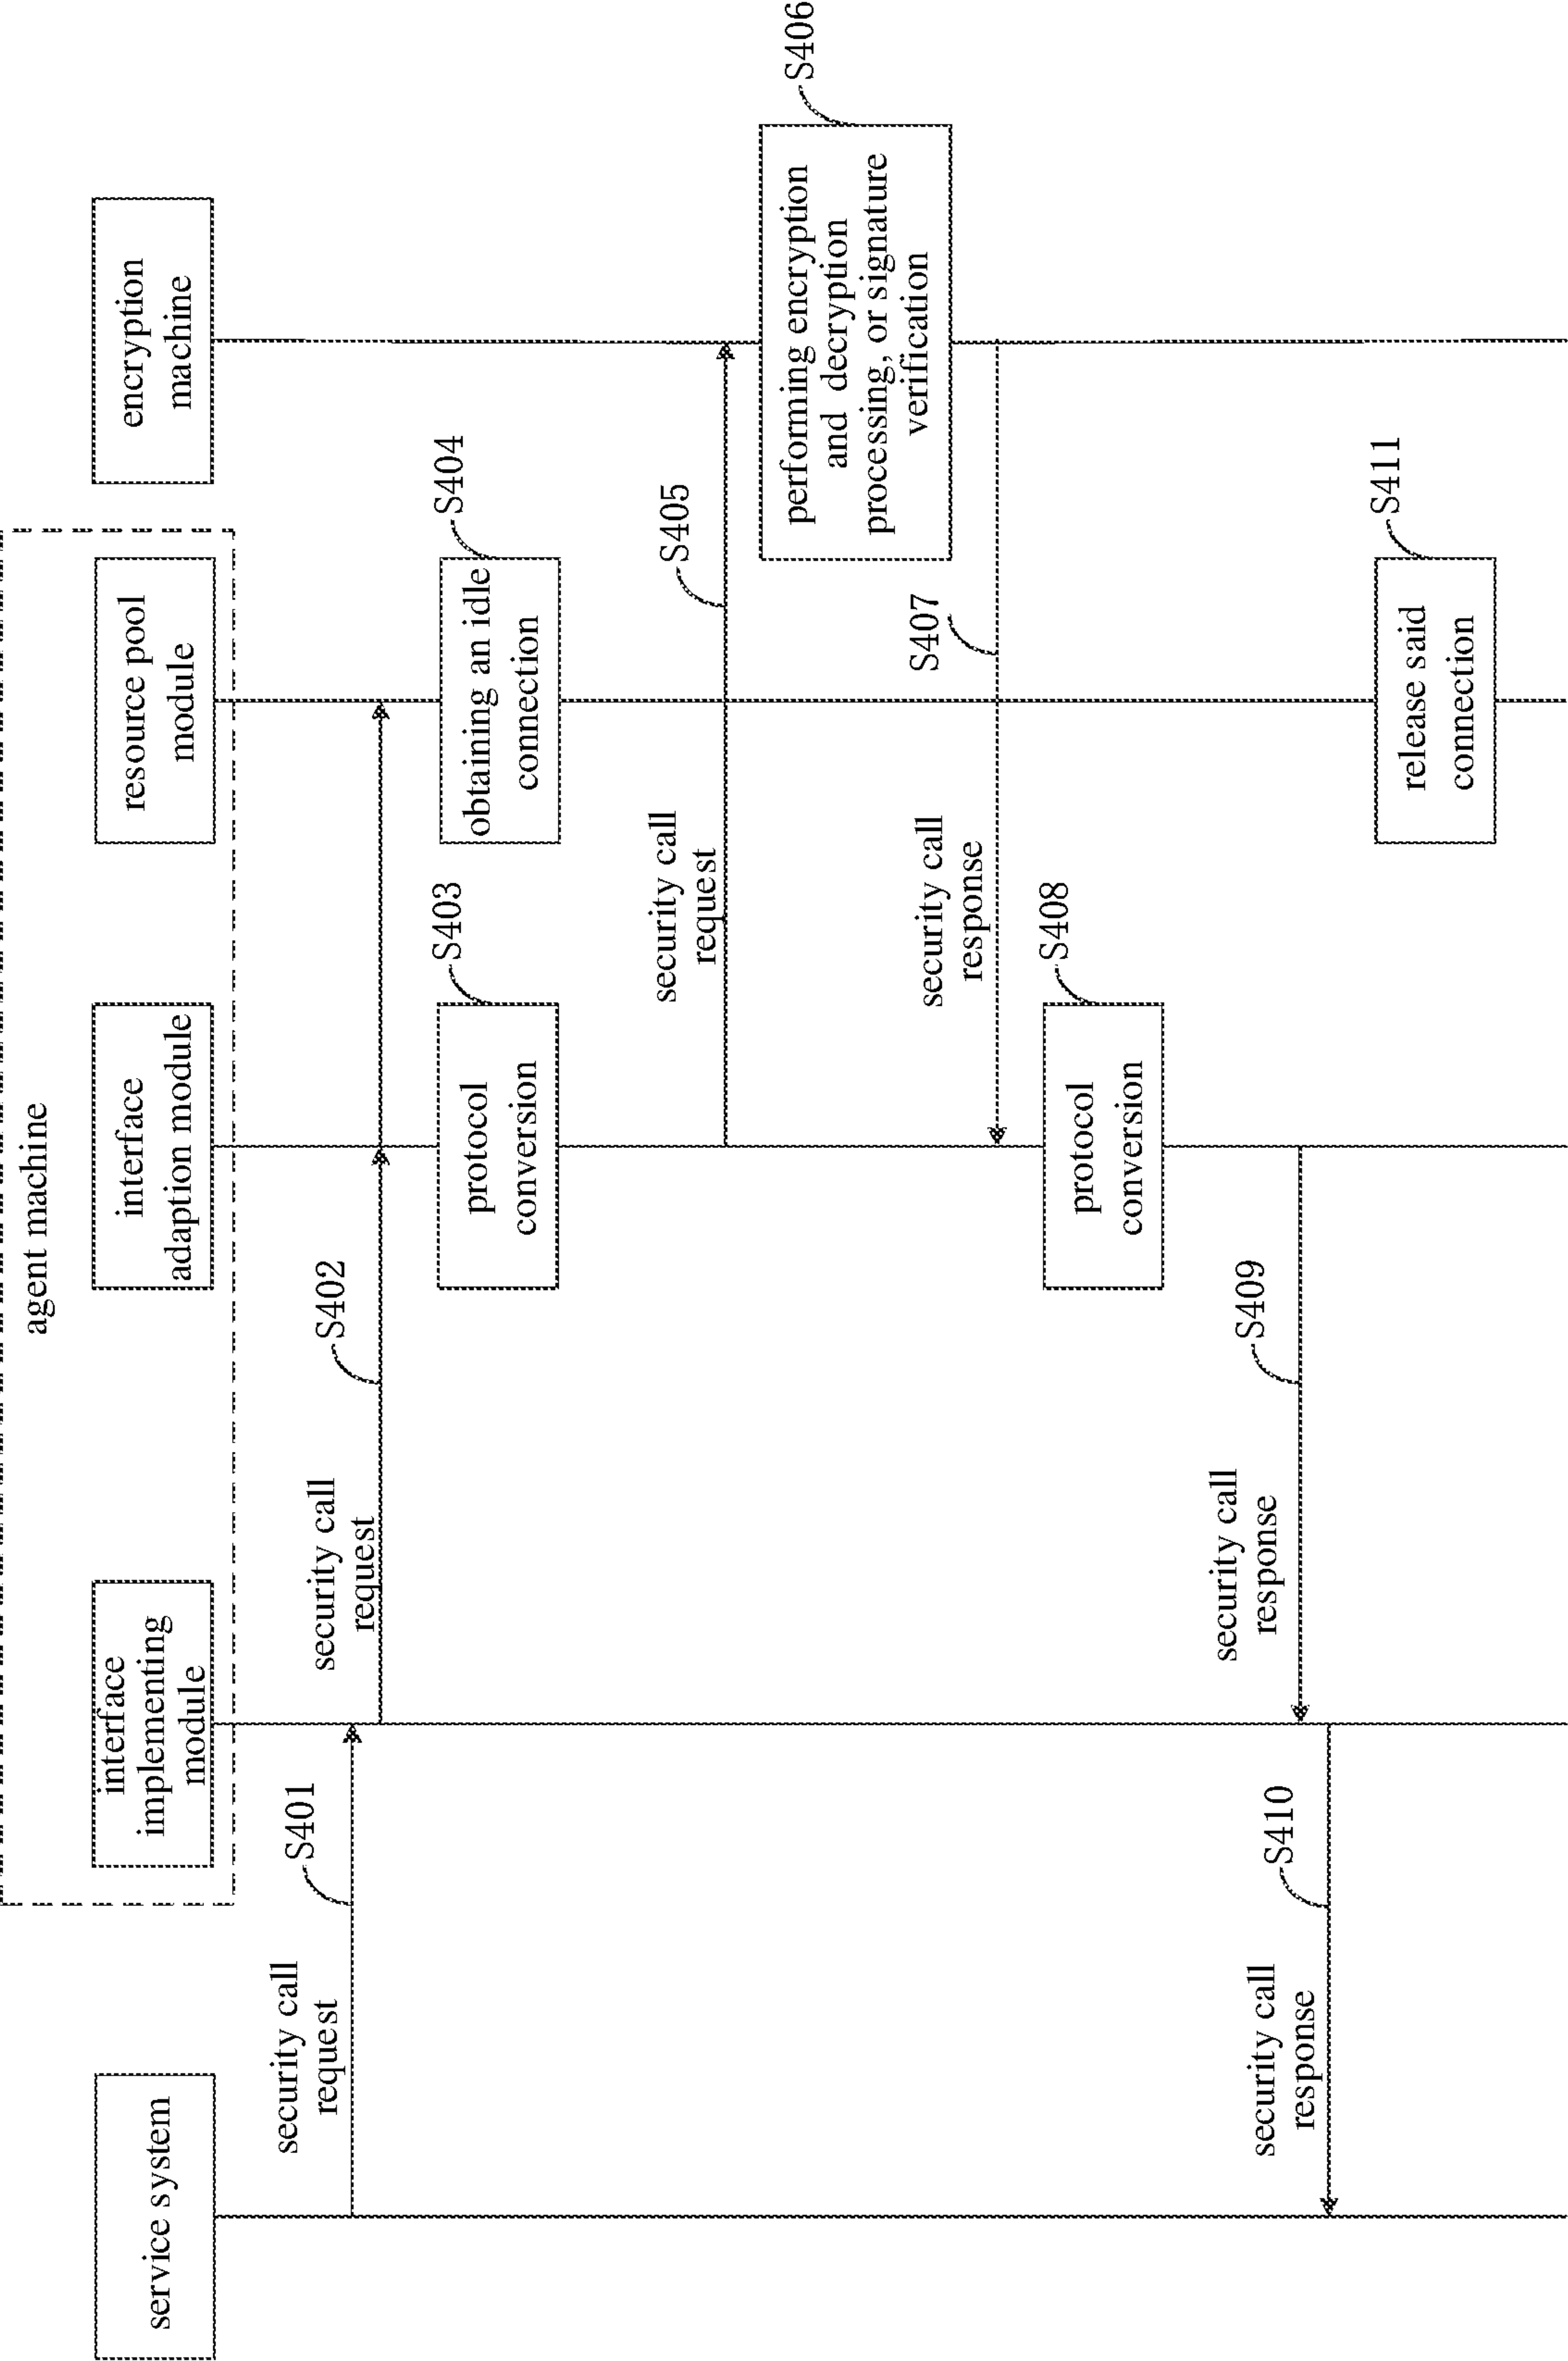 agent machine
service system
interface
implementing
module
interface
adaption module
resource pool
module
encryption
machine
S401
security call
request
S402
security call
request
S403
protocol
conversion
S404
obtaining an idle
connection
S405
security call
request
S406
performing encryption
and decryption
processing, or signature
verification
S407
security call
response
S408
protocol
conversion
S409
security call
response
S410
security call
response
S411
release said
connection